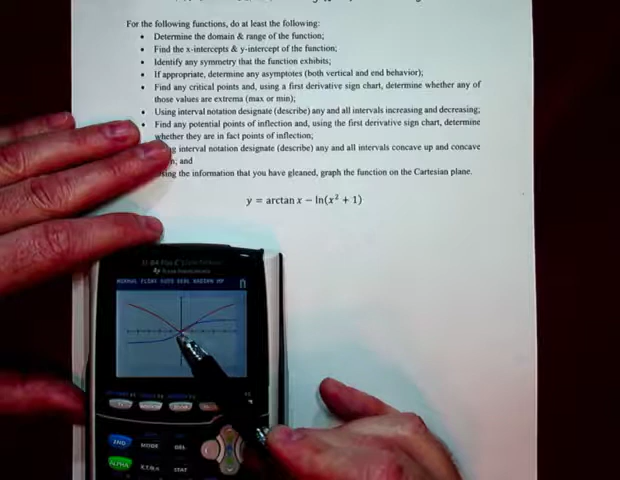 For the following functions, do at least the following:
• Determine the domain & range of the function;
• Find the x-intercepts & y-intercept of the function;
• Identify any symmetry that the function exhibits;
• If appropriate, determine any asymptotes (both vertical and end behavior);
• Find any critical points and, using a first derivative sign chart, determine whether any of
those values are extrema (max or min);
• Using interval notation designate (describe) any and all intervals increasing and decreasing;
• Find any potential points of inflection and, using the first derivative sign chart, determine
whether they are in fact points of inflection;
interval notation designate (describe) any and all intervals concave up and concave
and
the information that you have gleaned, graph the function on the Cartesian plane.
y = arctan x − ln(x² + 1)
NORMAL FLOAT AUTO REAL RADIAN MP
2ND
MODE
DEL
ALPHA
X,T,θ,n
STAT